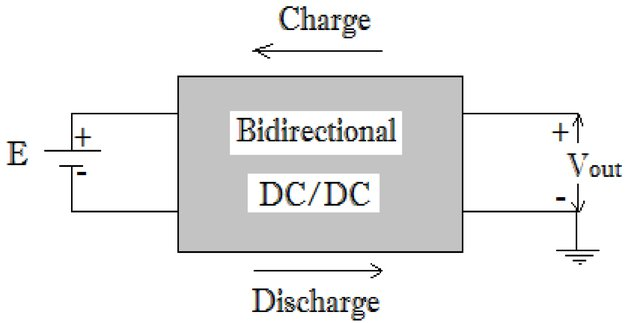 Charge
Bidirectional
DC/DC
E
+
-
+
-
Vout
Discharge